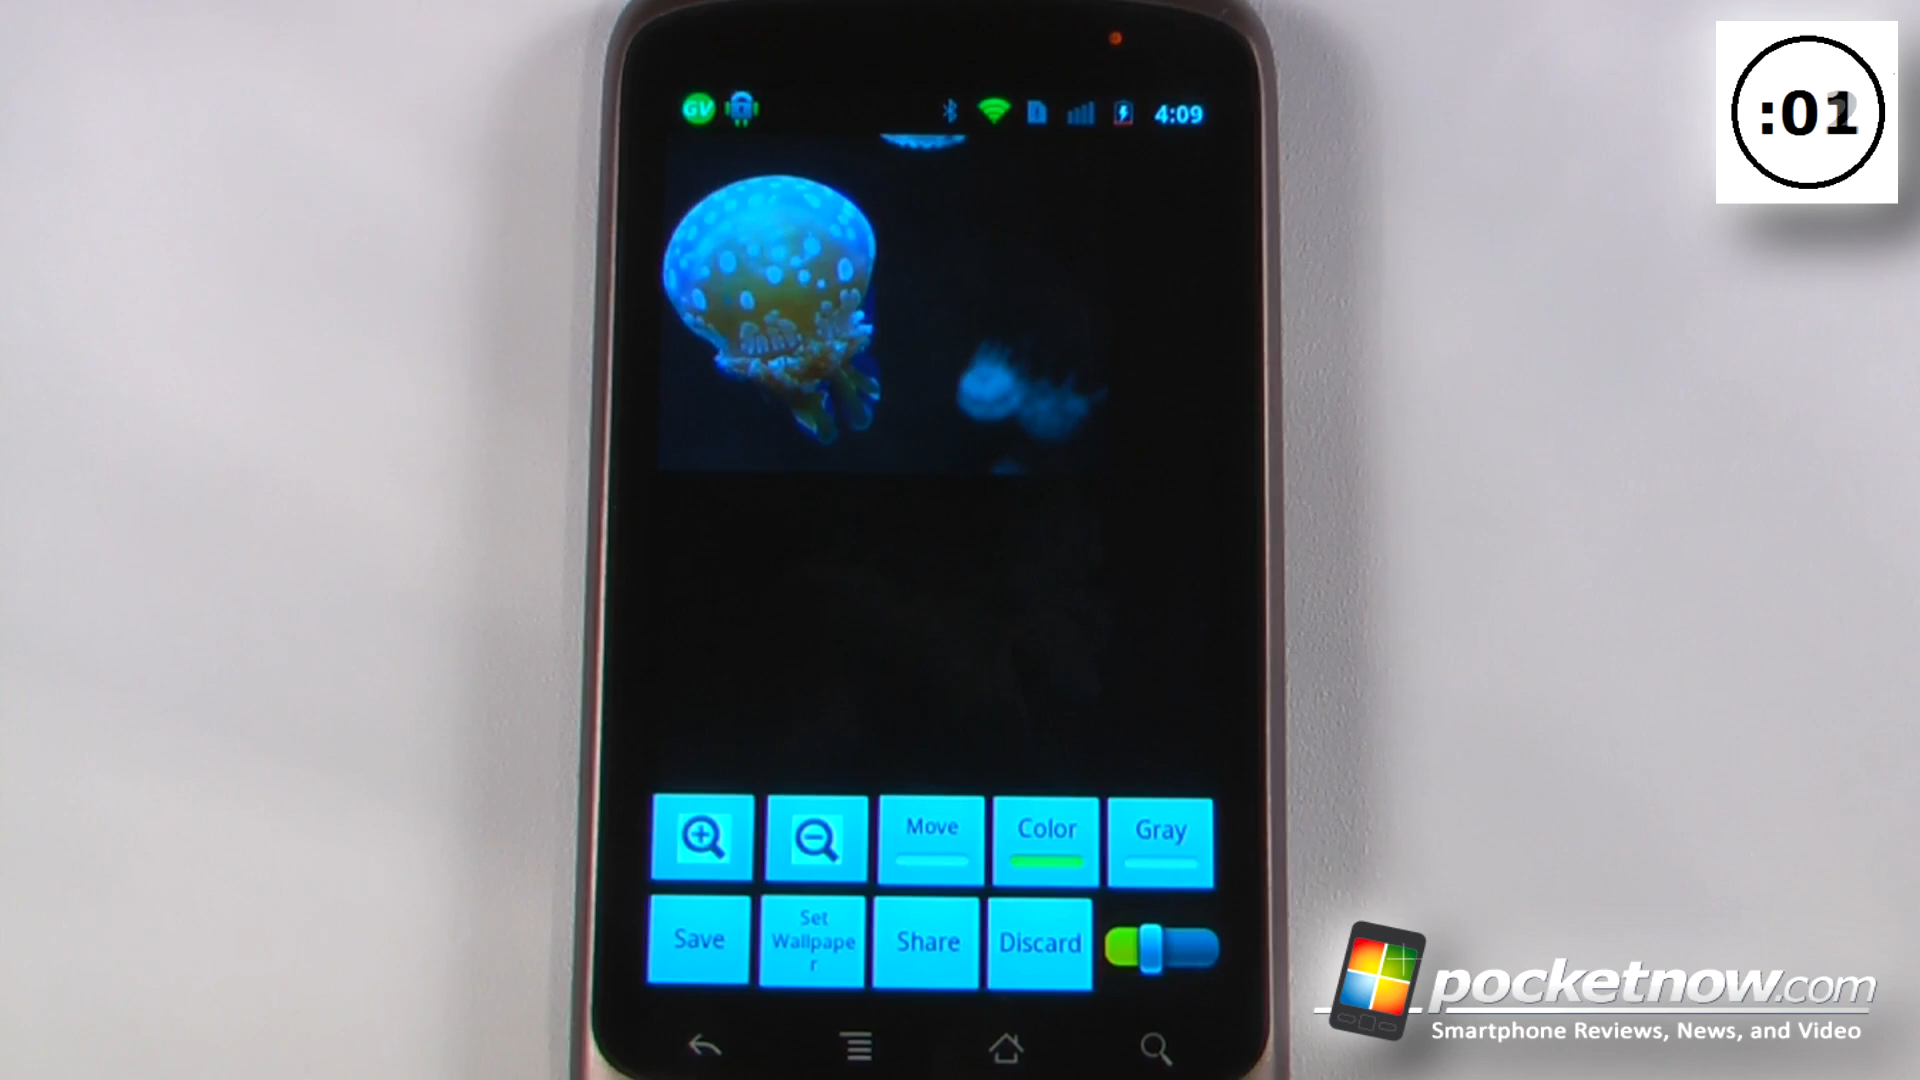 GV
4:09
:01
Move
Color
Gray
Save
Set
Wallpape
r
Share
Discard
pocketnow.com
Smartphone Reviews, News, and Video